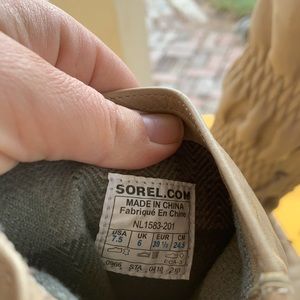 SOREL.COM
MADE IN CHINA
Fabriqué En Chine
NL1583-201
USA UK EUR CM
7.5 6 38 ½ 24.5